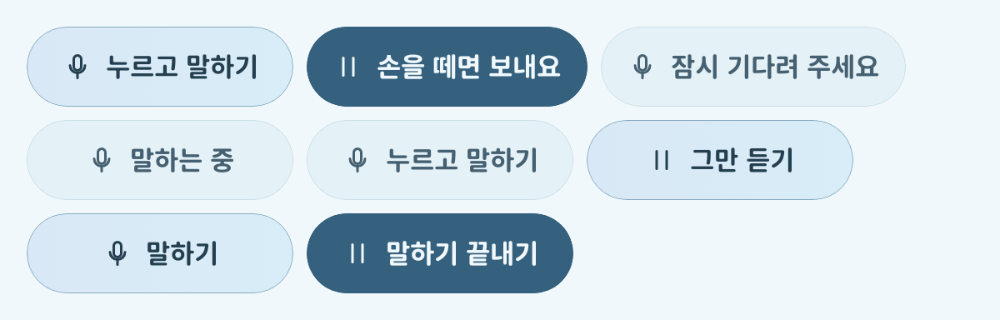 누르고 말하기
손을 떼면 보내요
잠시 기다려 주세요
말하는 중
누르고 말하기
그만 듣기
말하기
말하기 끝내기